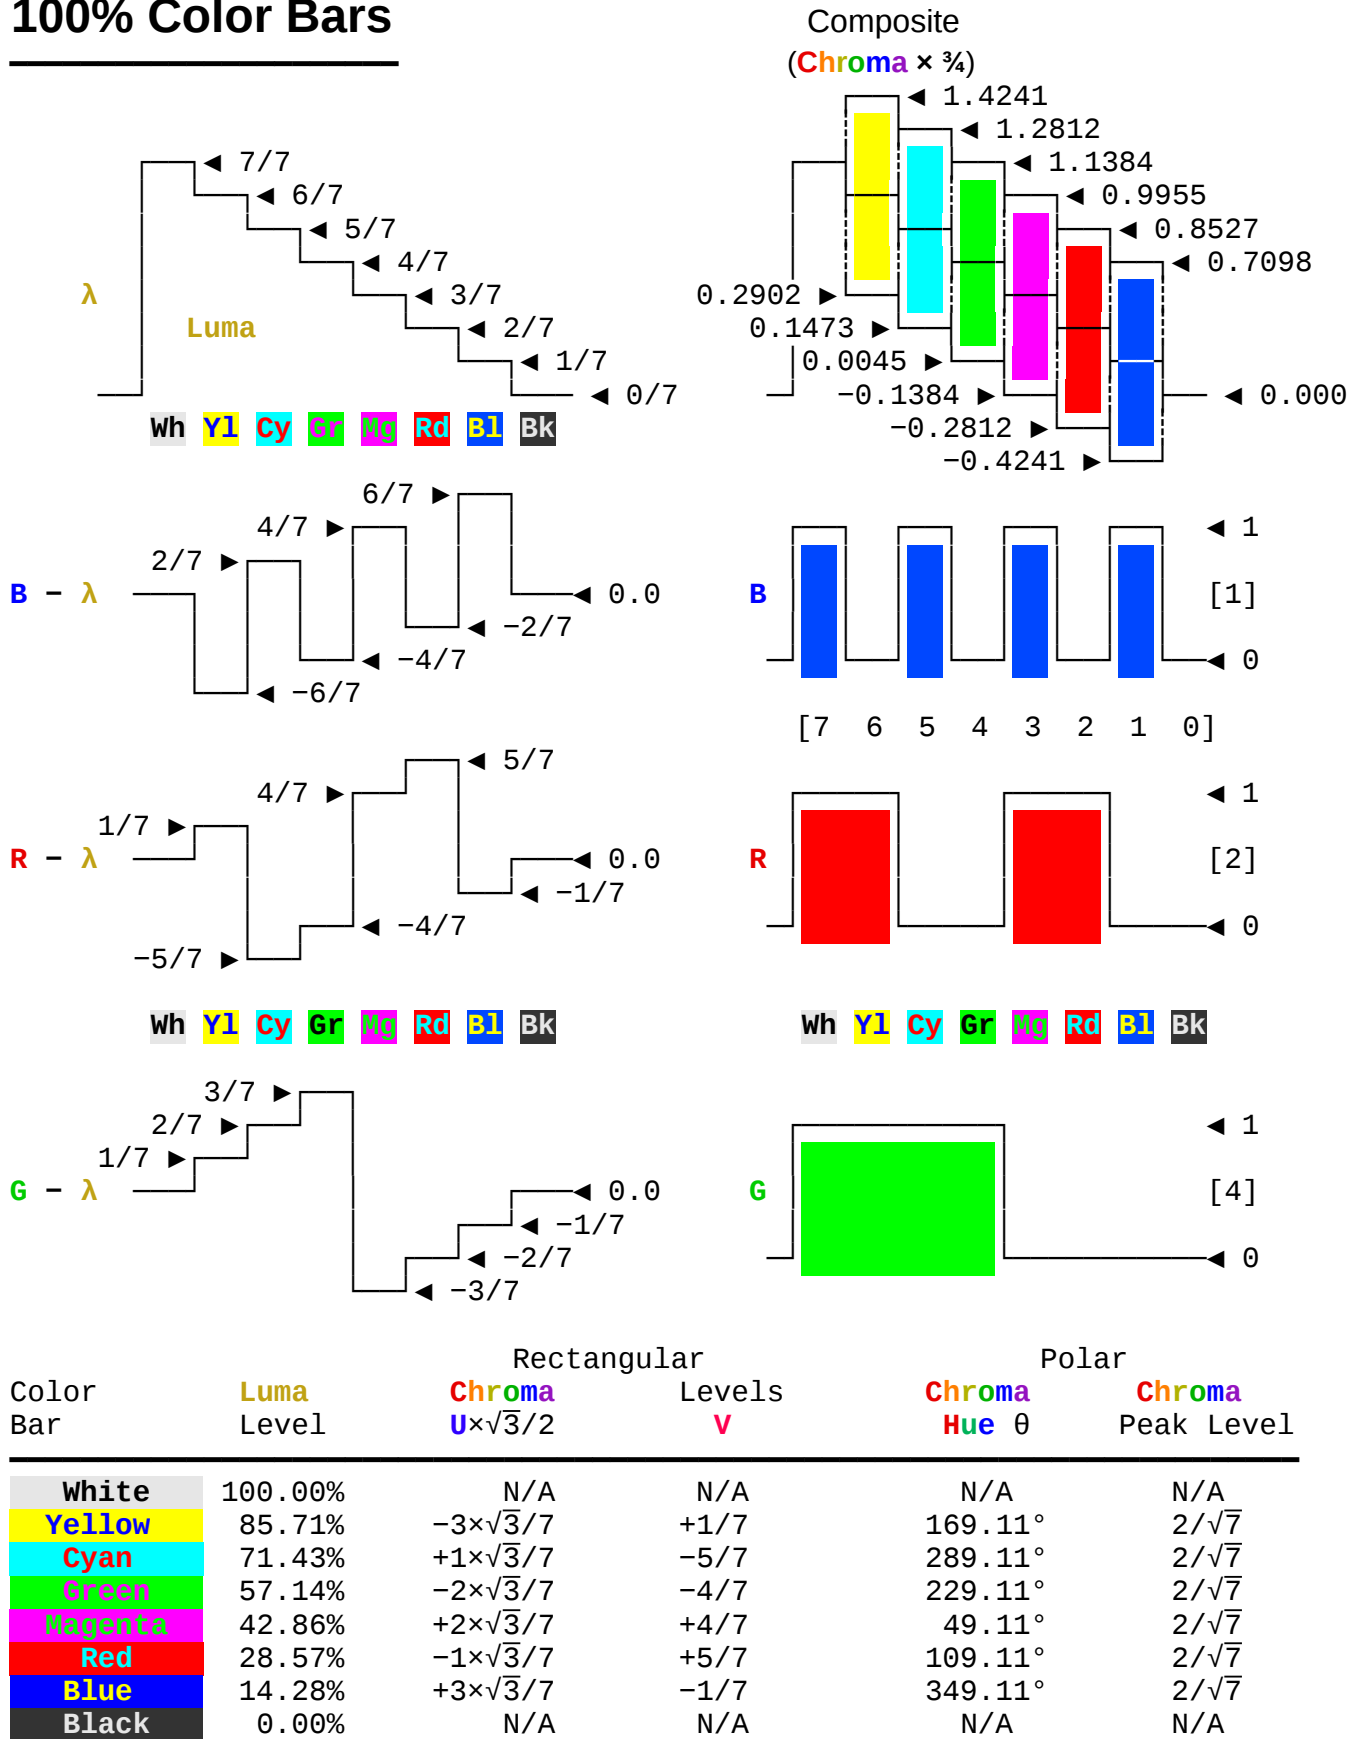 100% Color Bars
Composite
(Chroma × ¾)
◄ 1.4241
◄ 1.2812
◄ 7/7
◄ 1.1384
◄ 6/7
◄ 0.9955
◄ 5/7
◄ 0.8527
◄ 4/7
◄ 0.7098
λ
◄ 3/7
0.2902 ►
Luma
◄ 2/7
0.1473 ►
◄ 1/7
0.0045 ►
◄ 0/7
−0.1384 ►
◄ 0.000
Wh Yl Cy Gr Mg Rd Bl Bk
−0.2812 ►
−0.4241 ►
6/7 ►
4/7 ►
◄ 1
2/7 ►
B − λ
◄ 0.0
B
[1]
◄ −2/7
◄ −4/7
◄ 0
◄ −6/7
[7 6 5 4 3 2 1 0]
◄ 5/7
4/7 ►
◄ 1
1/7 ►
R − λ
◄ 0.0
R
[2]
◄ −1/7
◄ −4/7
◄ 0
−5/7 ►
Wh Yl Cy Gr Mg Rd Bl Bk
Wh Yl Cy Gr Mg Rd Bl Bk
3/7 ►
2/7 ►
◄ 1
1/7 ►
G − λ
◄ 0.0
G
[4]
◄ −1/7
◄ −2/7
◄ 0
◄ −3/7
Rectangular Polar
Color Luma Chroma Levels Chroma Chroma
Bar Level U×√3̅/2 V Hue θ Peak Level
White 100.00% N/A N/A N/A N/A
Yellow 85.71% −3×√3̅/7 +1/7 169.11° 2/√7̅
Cyan 71.43% +1×√3̅/7 −5/7 289.11° 2/√7̅
Green 57.14% −2×√3̅/7 −4/7 229.11° 2/√7̅
Magenta 42.86% +2×√3̅/7 +4/7 49.11° 2/√7̅
Red 28.57% −1×√3̅/7 +5/7 109.11° 2/√7̅
Blue 14.28% +3×√3̅/7 −1/7 349.11° 2/√7̅
Black 0.00% N/A N/A N/A N/A